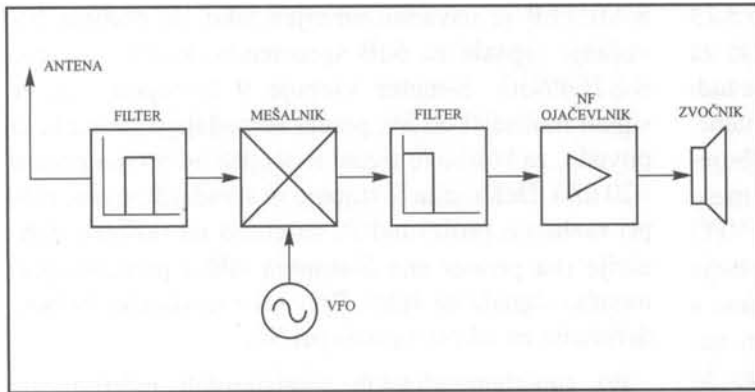 ANTENA
FILTER
MEŠALNIK
FILTER
NF
OJAČEVLNIK
ZVOČNIK
VFO